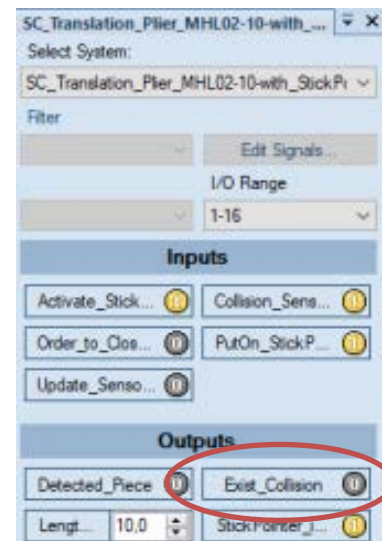 SC_Translation_Plier_MHL02-10-with_...
Select System:
SC_Translation_Plier_MHL02-10-with_StickPi
Filter
Edit Signals...
I/O Range
1-16
Inputs
Activate_Stick... Collision_Sens...
Order_to_Clos... PutOn_StickP...
Update_Senso...
Outputs
Detected_Piece Exist_Collision
Lengt... 10,0 StickPointer_i...